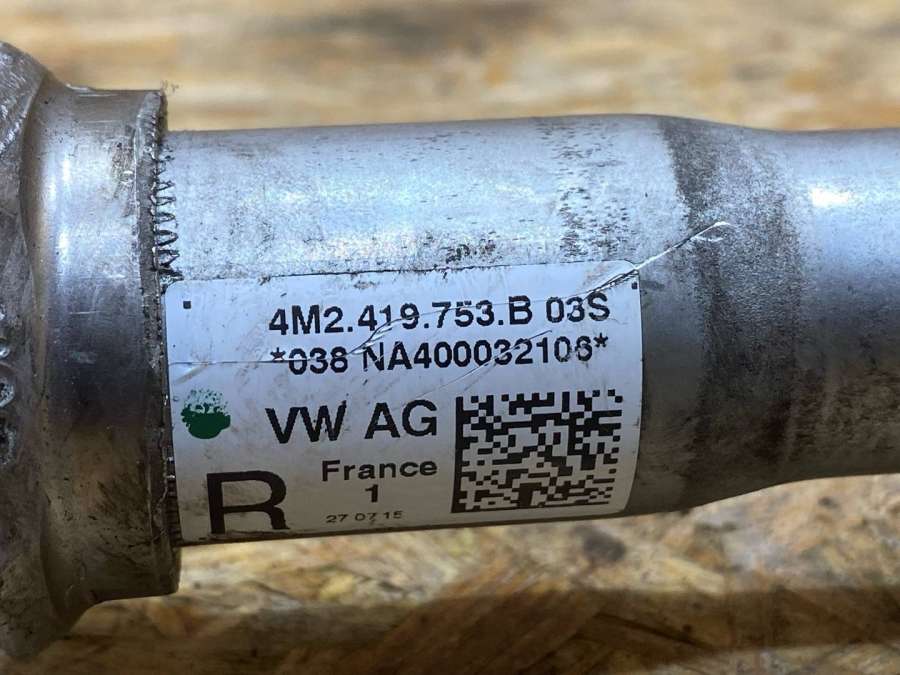 4M2.419.753.B 03S
*038 NA400032106*
VW AG
France
1
R
27 07 15